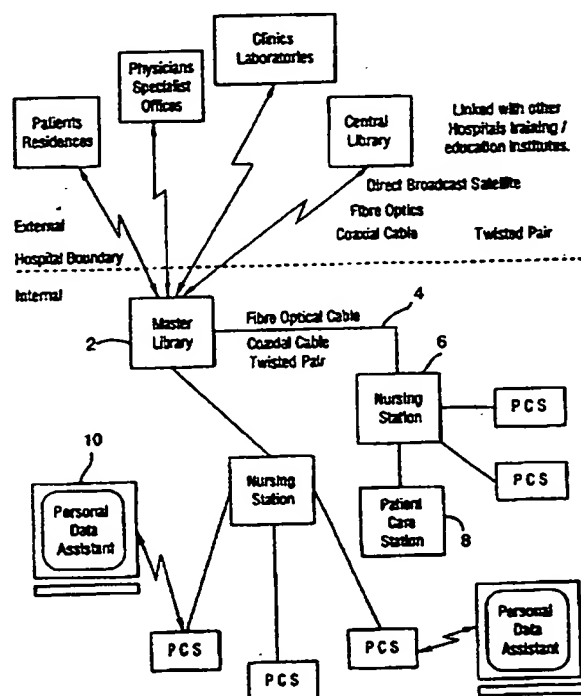 Clinics
Laboratories
Physicians
Specialist
Offices
Patients
Residences
Central
Library
Linked with other
Hospitals training /
education institutes.
Direct Broadcast Satellite
Fibre Optics
Coaxial Cable
Twisted Pair
External
Hospital Boundary
Internal
Master
Library
2
Fibre Optical Cable
Coaxial Cable
Twisted Pair
4
6
Nursing
Station
PCS
PCS
10
Personal
Data
Assistant
Nursing
Station
Patient
Care
Station
8
PCS
PCS
PCS
Personal
Data
Assistant